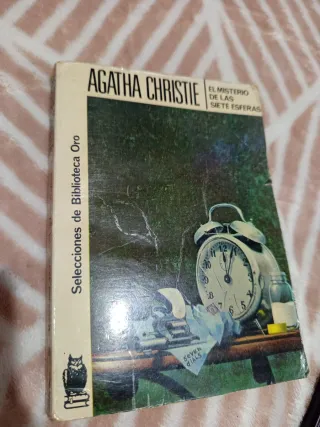 AGATHA CHRISTIE
EL MISTERIO
DE LAS
SIETE ESFERAS
Selecciones de Biblioteca Oro